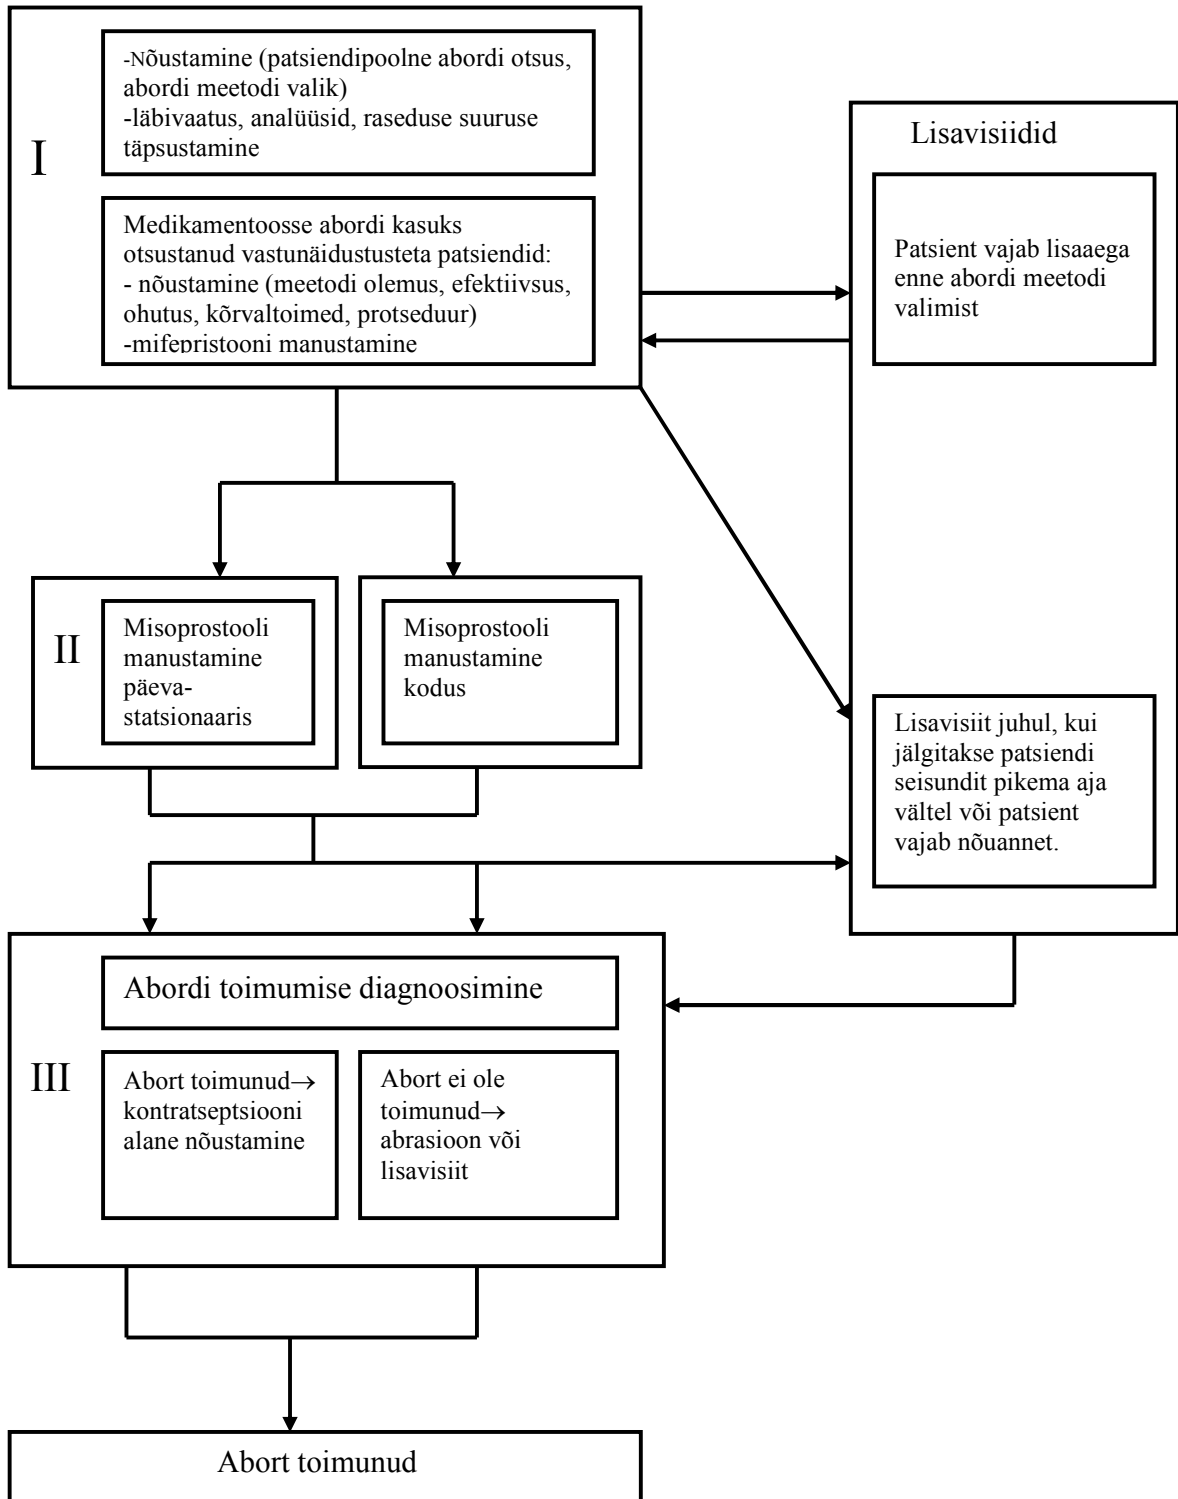 I
-Nõustamine (patsiendipoolne abordi otsus,
abordi meetodi valik)
-läbivaatus, analüüsid, raseduse suuruse
täpsustamine
Medikamentoosse abordi kasuks
otsustanud vastunäidustusteta patsiendid:
- nõustamine (meetodi olemus, efektiivsus,
ohutus, kõrvaltoimed, protseduur)
-mifepristooni manustamine
Lisavisiidid
Patsient vajab lisaaega
enne abordi meetodi
valimist
II
Misoprostooli
manustamine
päeva-
statsionaaris
Misoprostooli
manustamine
kodus
Lisavisiit juhul, kui
jälgitakse patsiendi
seisundit pikema aja
vältel või patsient
vajab nõuannet.
III
Abordi toimumise diagnoosimine
Abort toimunud→
kontratseptsiooni
alane nõustamine
Abort ei ole
toimunud→
abrasioon või
lisavisiit
Abort toimunud